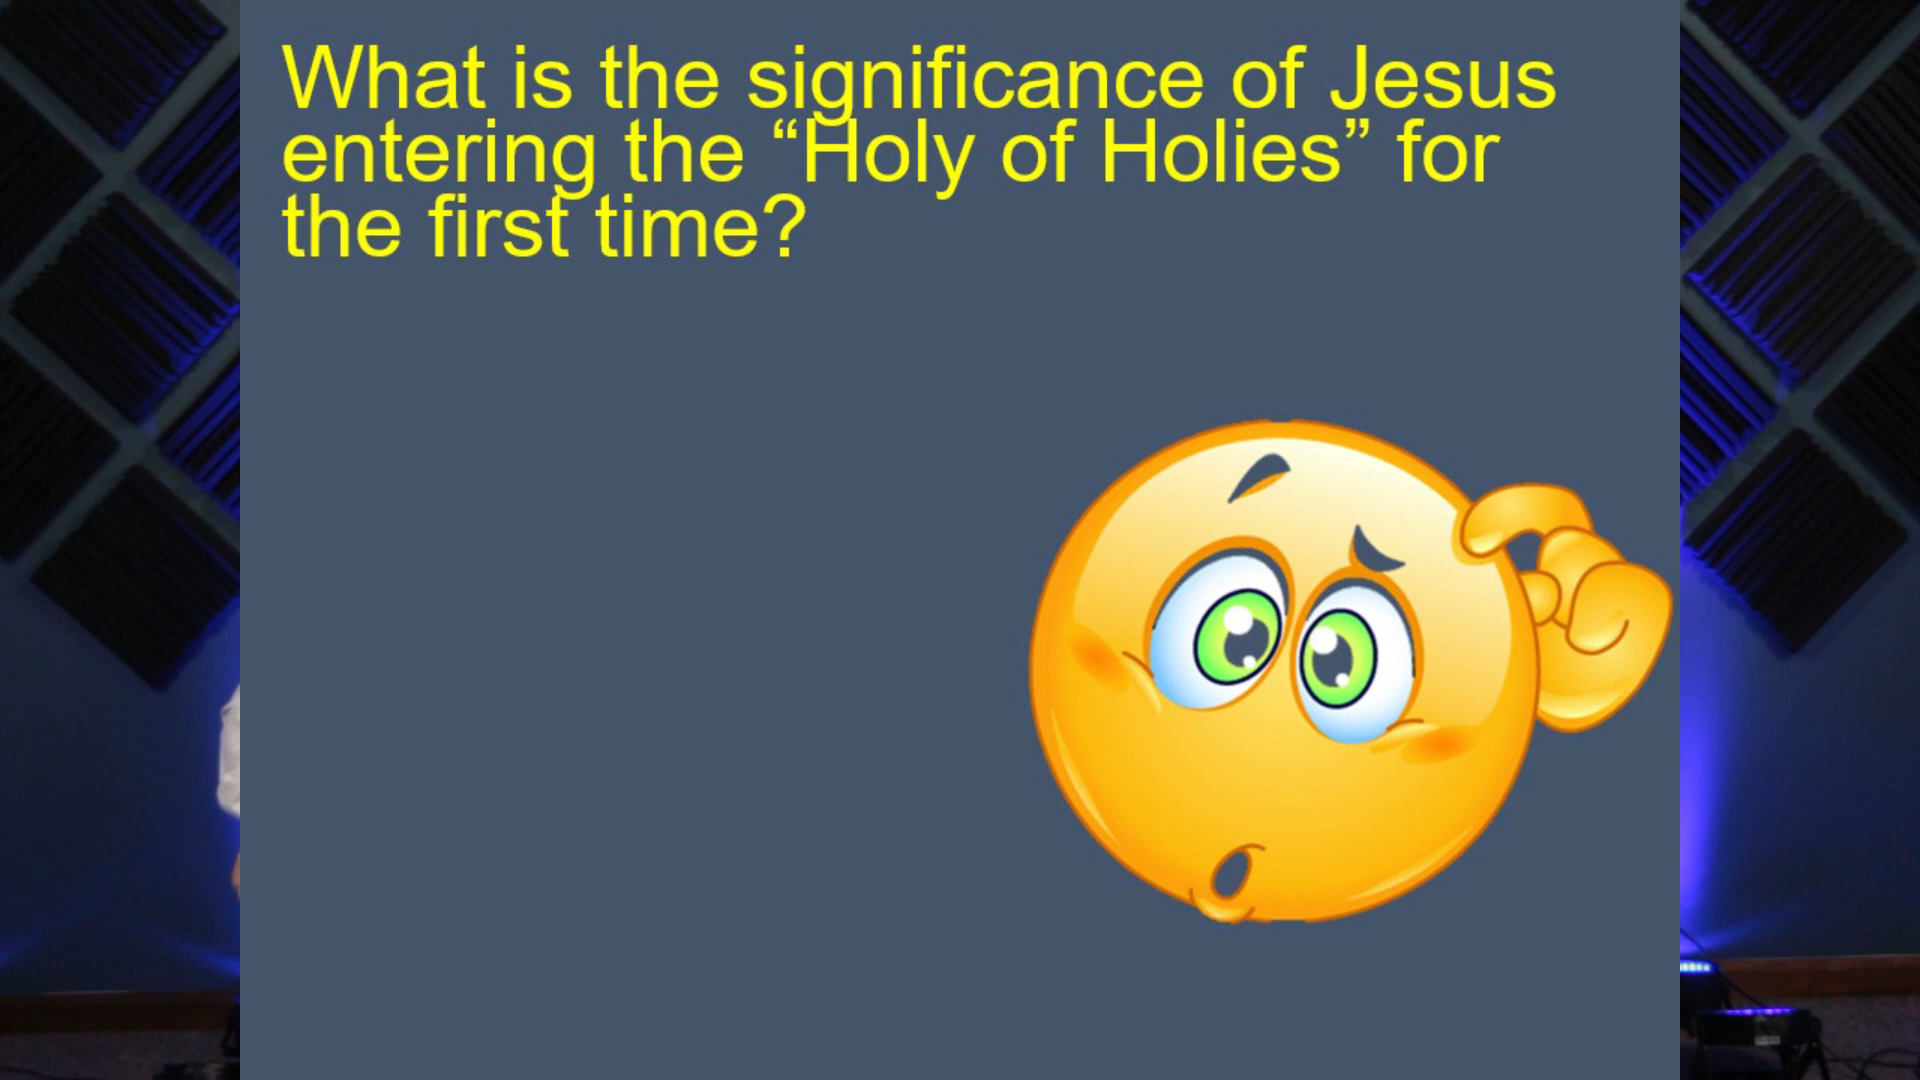 What is the significance of Jesus
entering the “Holy of Holies” for
the first time?